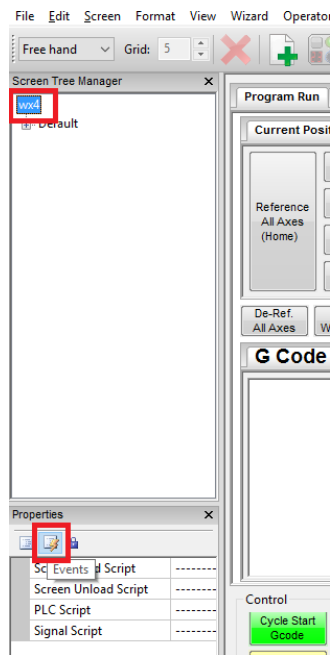 File Edit Screen Format View Wizard Operator
Free hand Grid: 5
Screen Tree Manager x
wx4
Default
Properties x
Events
d Script
Screen Unload Script --------
PLC Script --------
Signal Script --------
Program Run
Current Posit
Reference
All Axes
(Home)
De-Ref.
All Axes
W
G Code
Control
Cycle Start
Gcode